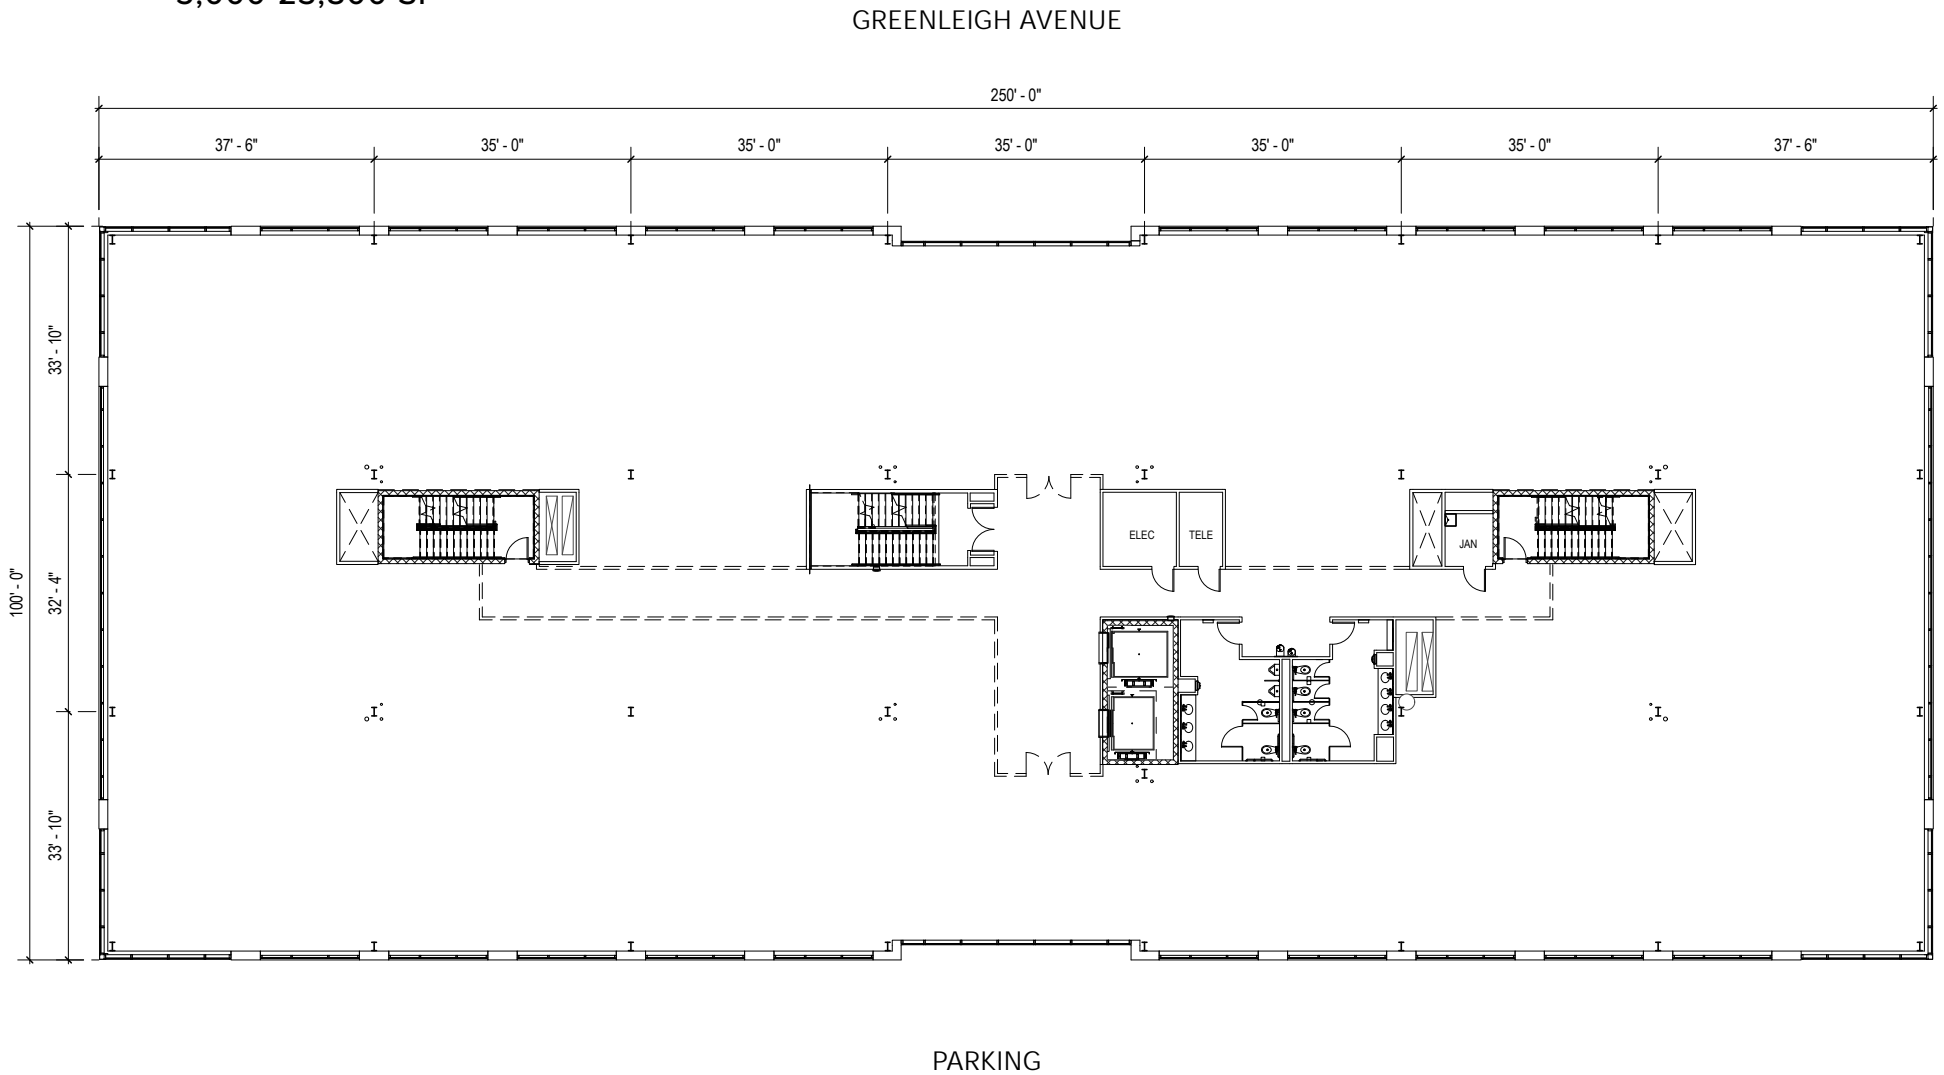 GREENLEIGH AVENUE
250' - 0"
37' - 6"
35' - 0"
35' - 0"
35' - 0"
35' - 0"
35' - 0"
37' - 6"
33' - 10"
100' - 0"
32' - 4"
33' - 10"
ELEC
TELE
JAN
PARKING